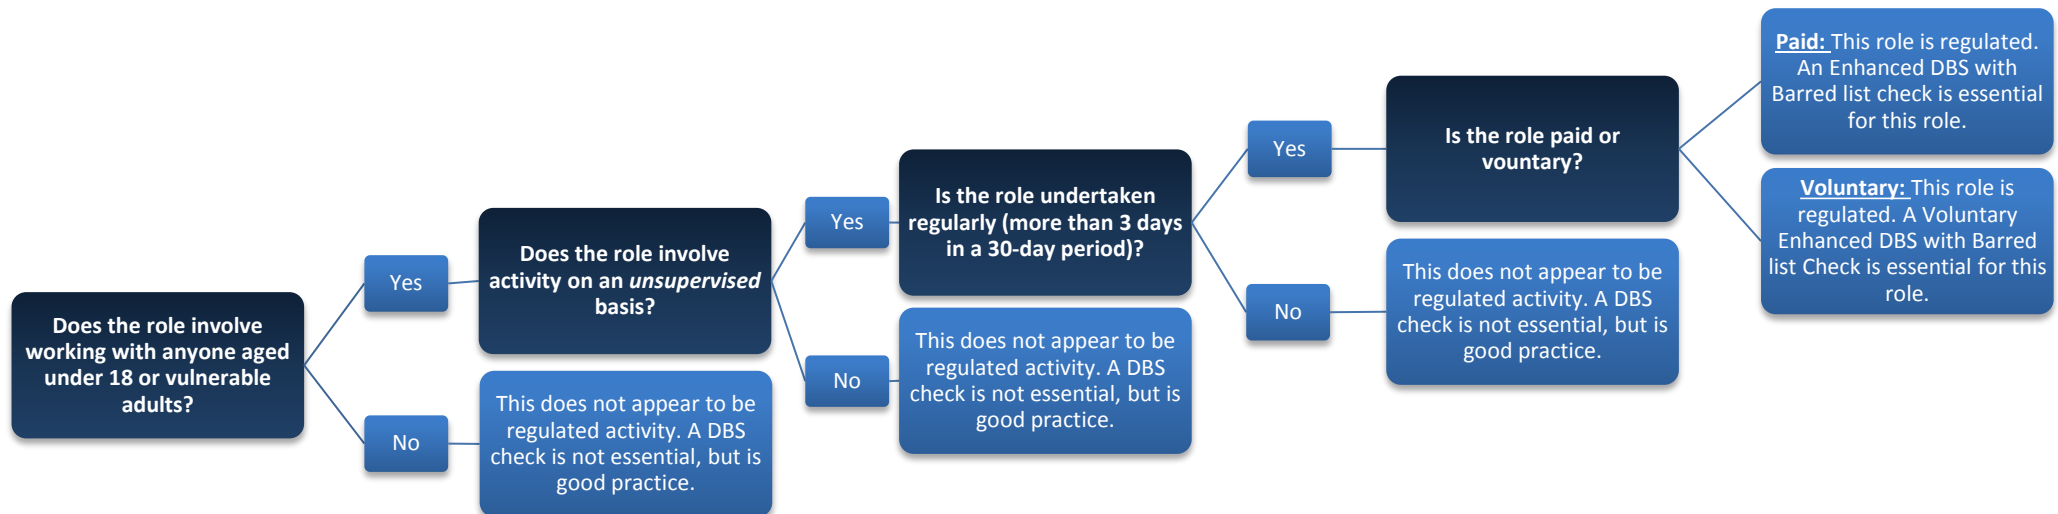 Does the role involve
working with anyone aged
under 18 or vulnerable
adults?
Yes
Does the role involve
activity on an unsupervised
basis?
Yes
Is the role undertaken
regularly (more than 3 days
in a 30-day period)?
Yes
Is the role paid or
vountary?
Paid: This role is regulated.
An Enhanced DBS with
Barred list check is essential
for this role.
Voluntary: This role is
regulated. A Voluntary
Enhanced DBS with Barred
list Check is essential for this
role.
No
This does not appear to be
regulated activity. A DBS
check is not essential, but is
good practice.
No
This does not appear to be
regulated activity. A DBS
check is not essential, but is
good practice.
No
This does not appear to be
regulated activity. A DBS
check is not essential, but is
good practice.